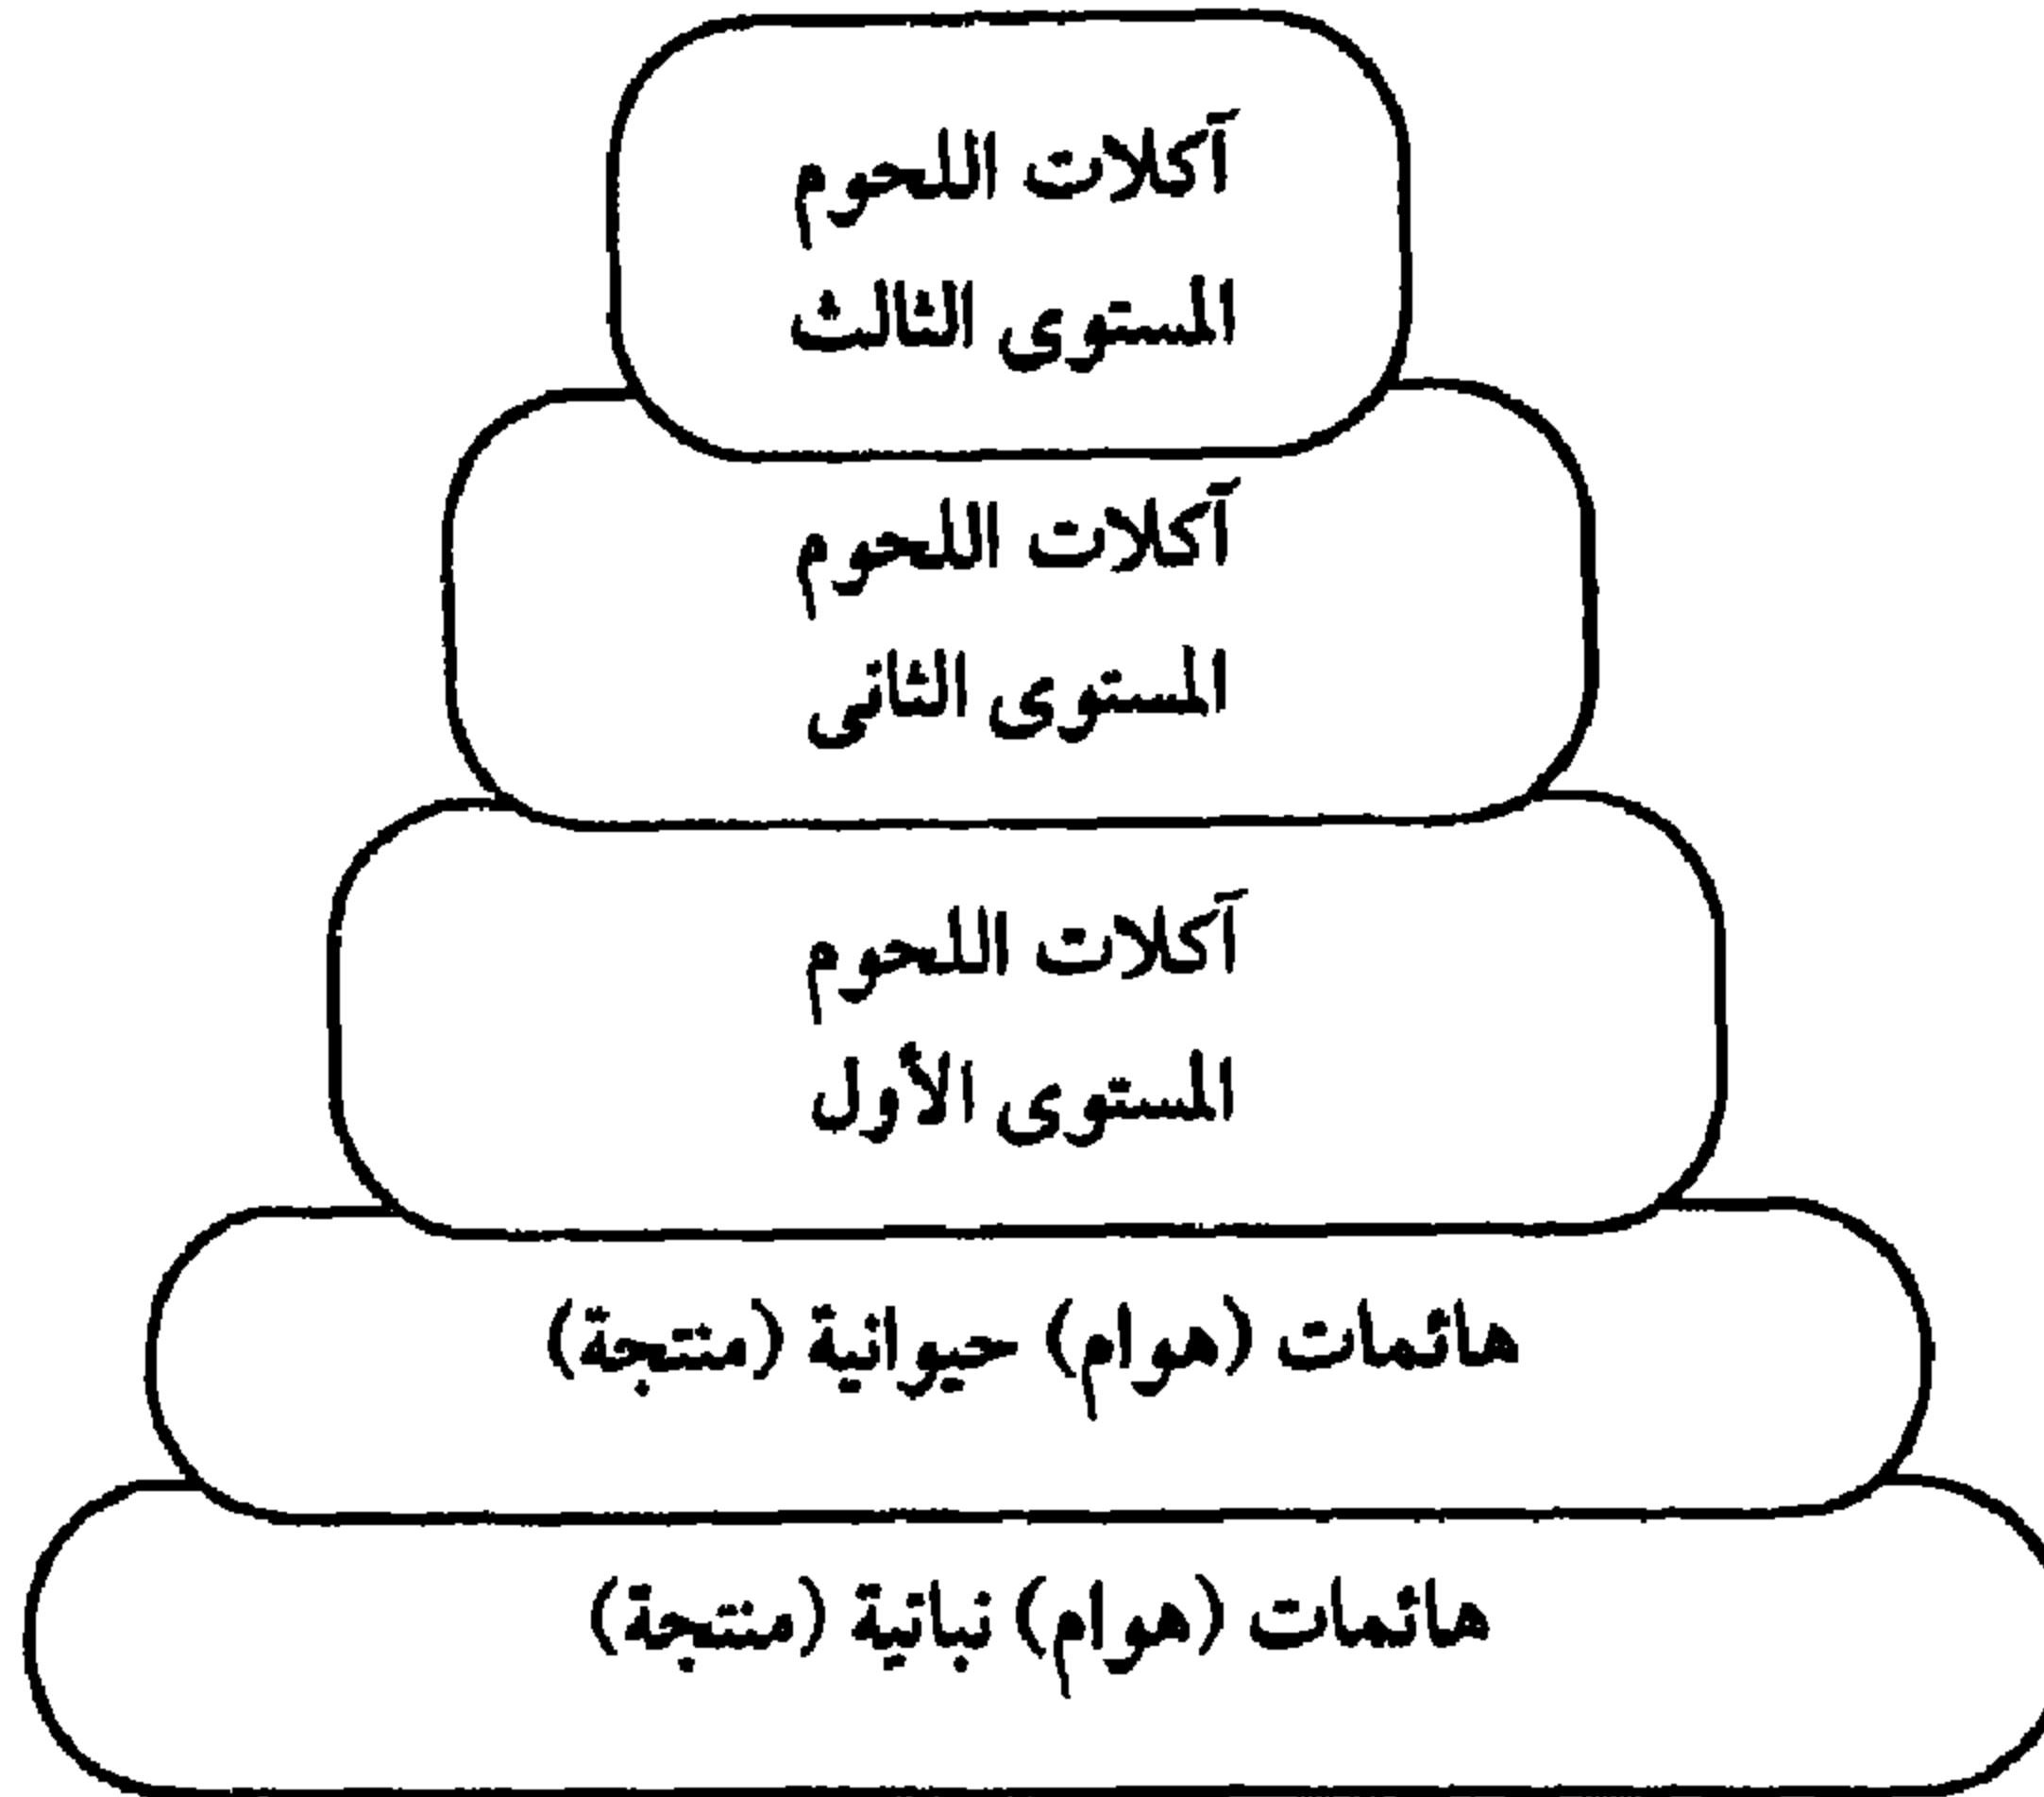 آكلات اللحوم
المستوى الثالث
آكلات اللحوم
المستوى الثانى
آكلات اللحوم
المستوى الأول
هائمات (هوام) حيوانية (منتجة)
هائمات (هوام) نباتية (منتجة)